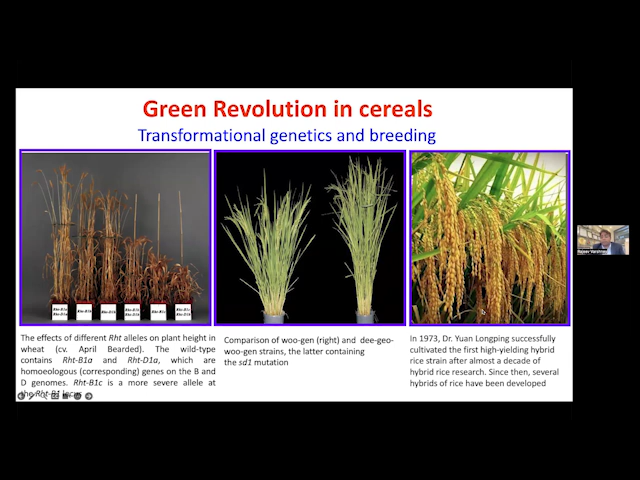 Green Revolution in cereals
Transformational genetics and breeding
The effects of different Rht alleles on plant height in
wheat (cv. April Bearded). The wild-type
contains Rht-B1a and Rht-D1a, which are
homoeologous (corresponding) genes on the B and
D genomes. Rht-B1c is a more severe allele at
the Rht-B1 locus
Comparison of woo-gen (right) and dee-geo-
woo-gen strains, the latter containing
the sd1 mutation
In 1973, Dr. Yuan Longping successfully
cultivated the first high-yielding hybrid
rice strain after almost a decade of
hybrid rice research. Since then, several
hybrids of rice have been developed